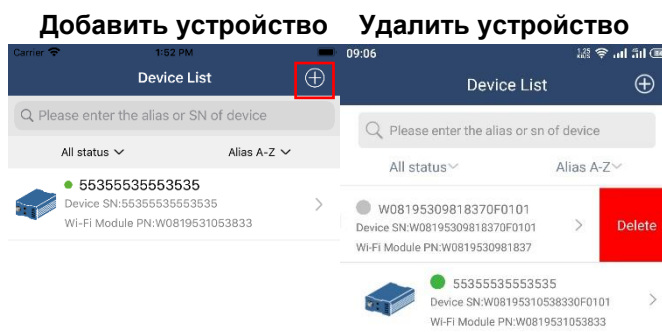 Добавить устройство Удалить устройство
Carrier 1:52 PM
Device List
Please enter the alias or SN of device
All status Alias A-Z
55355535553535
Device SN:55355535553535
Wi-Fi Module PN:W0819531053833
09:06
Device List
Please enter the alias or sn of device
All status Alias A-Z
W08195309818370F0101
Device SN:W08195309818370F0101
Wi-Fi Module PN:W0819530981837
Delete
55355535553535
Device SN:W08195310538330F0101
Wi-Fi Module PN:W0819531053833